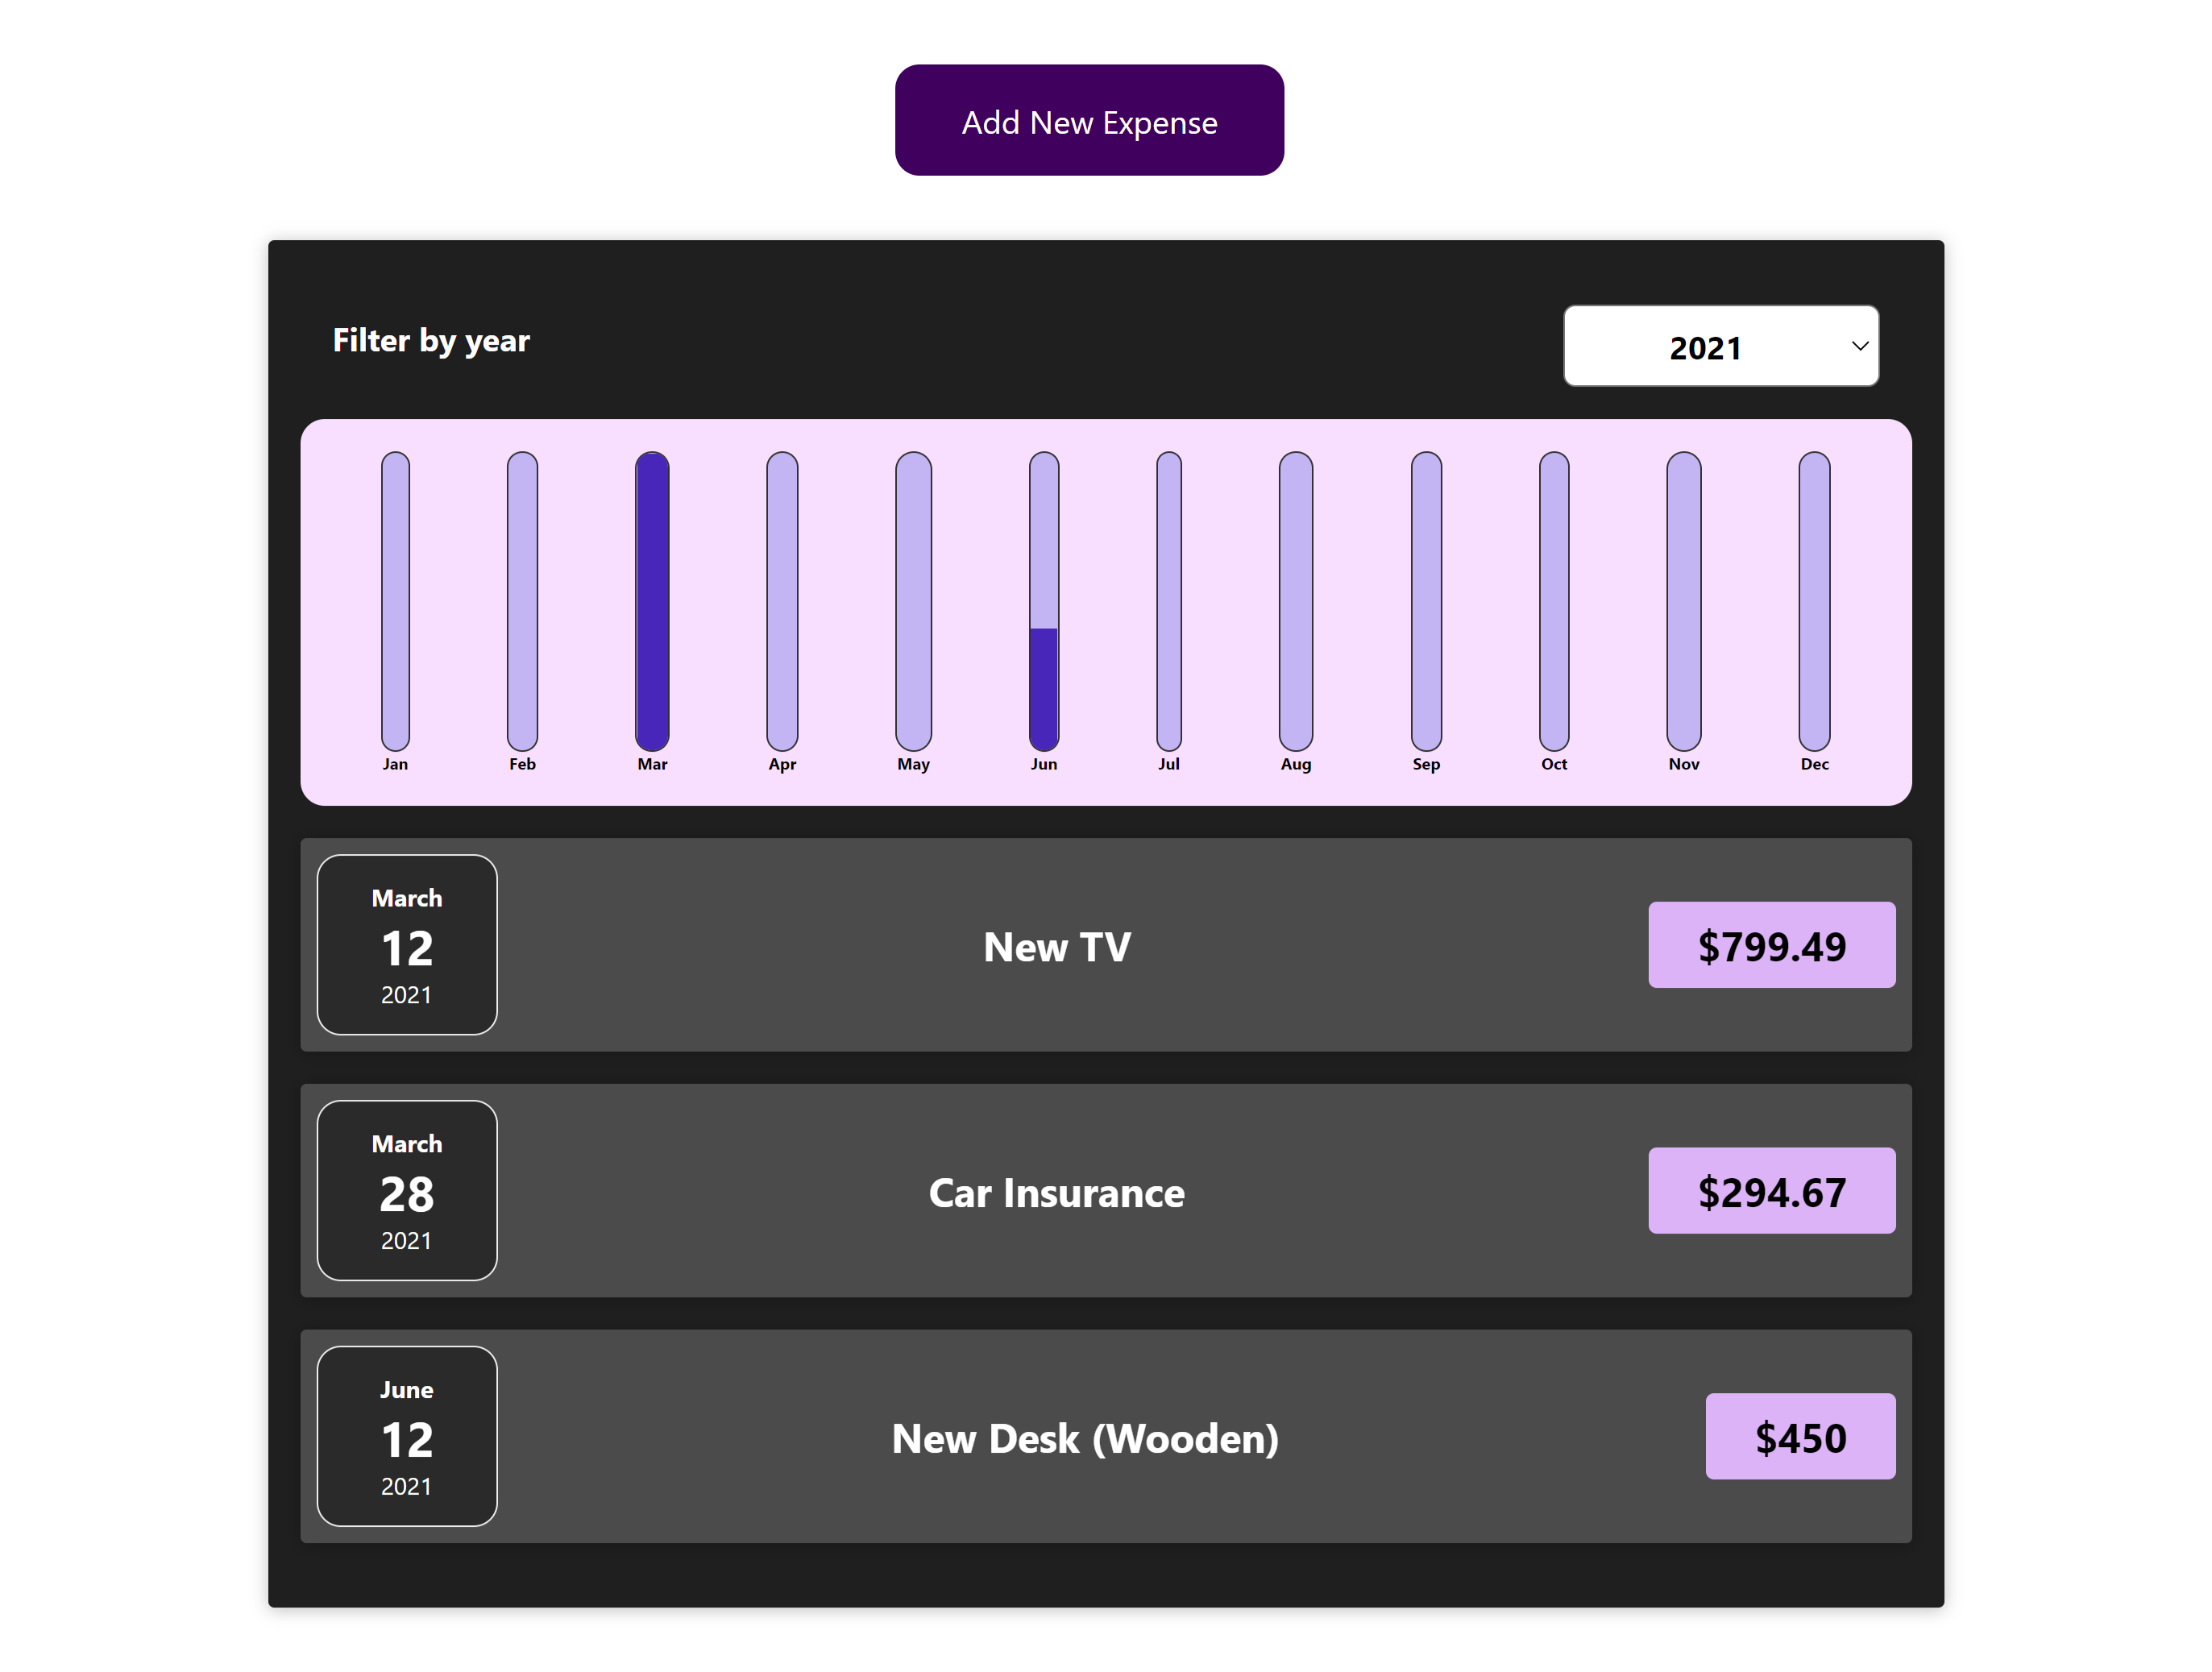 Add New Expense
Filter by year
2021
Jan Feb Mar Apr May Jun Jul Aug Sep Oct Nov Dec
March
12
2021
New TV
$799.49
March
28
2021
Car Insurance
$294.67
June
12
2021
New Desk (Wooden)
$450